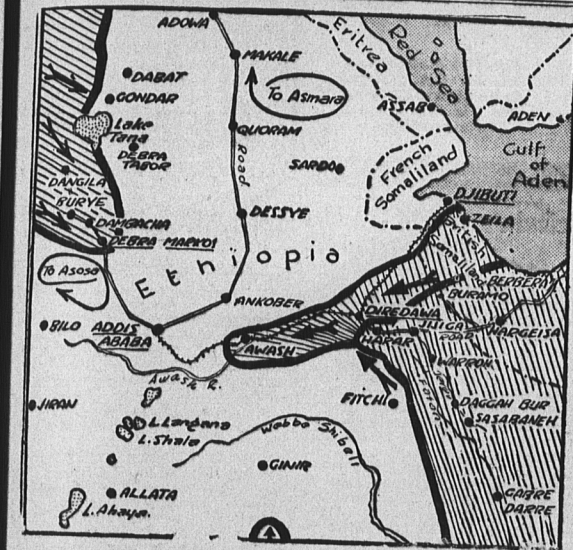 ADOWA
Eritrea
Red Sea
MAKALE
DABAT
GONDAR
To Asmara
ASSAB
ADEN
Lake
Tana
QUORAM
DEBRA
TABOR
Road
SARDO
French
Somaliland
Gulf
of
Aden
DANGILA
BURYE
DJIBUTI
ZEILA
DESSYE
DAMBACHA
DEBRA MARKOS
British
Somaliland
Ethiopia
To Asosa
BERBERA
BURAMO
ANKOBER
DIREDAWA
BILO
ADDIS
ABABA
JIJIGA
ROAD
HARGEISA
HARAR
AWASH
Awash R.
WARROH
JIRAN
FITCHI
DAGGAH BUR
SASABANEH
L. Langana
L. Shala
Webbe Shibeli
GINIR
ALLATA
GABRE
DARRE
L. Abaya.